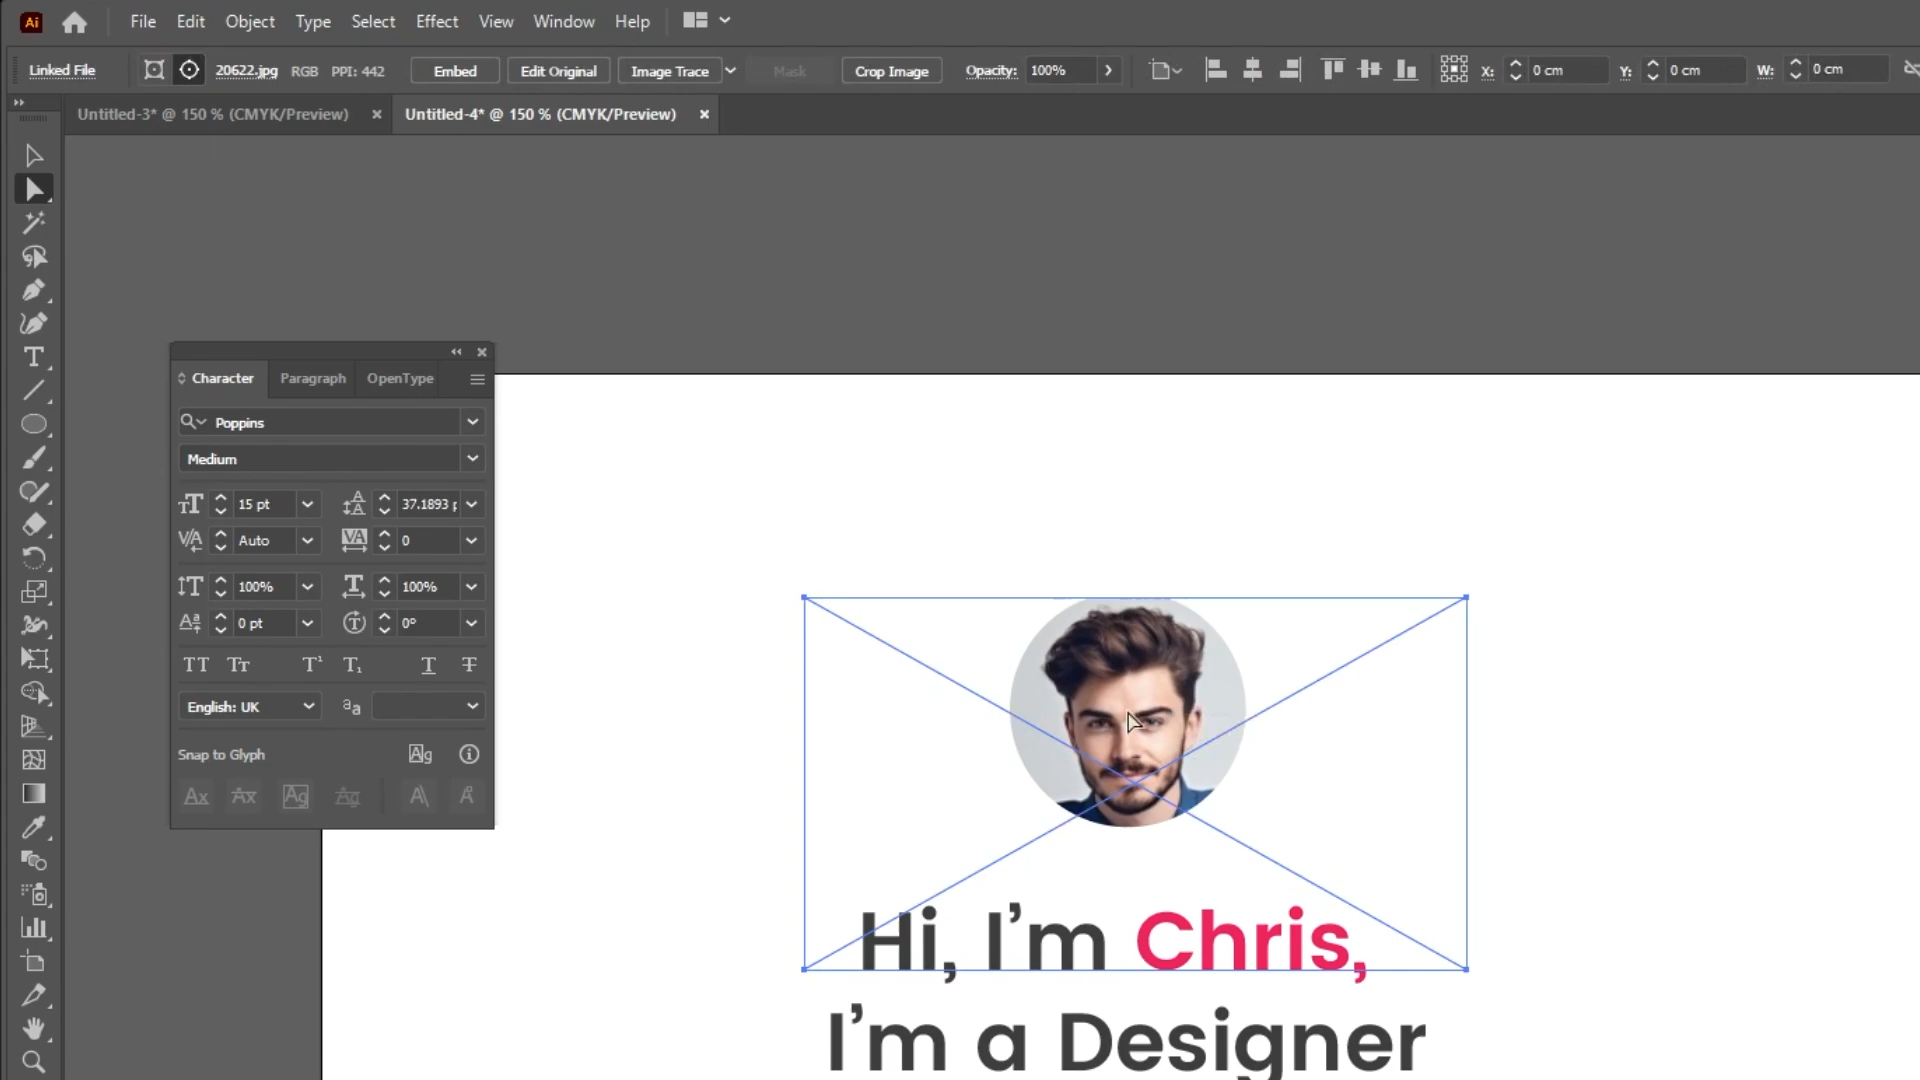 Ai File Edit Object Type Select Effect View Window Help
Linked File 20622.jpg RGB PPI: 442 Embed Edit Original Image Trace Mask Crop Image Opacity: 100% X: 0 cm Y: 0 cm W: 0 cm
Untitled-3* @ 150 % (CMYK/Preview) × Untitled-4* @ 150 % (CMYK/Preview) ×
Character Paragraph OpenType
Poppins
Medium
15 pt 37.1893 p
Auto 0
100% 100%
0 pt 0°
English: UK
Snap to Glyph
Hi, I’m Chris,
I’m a Designer